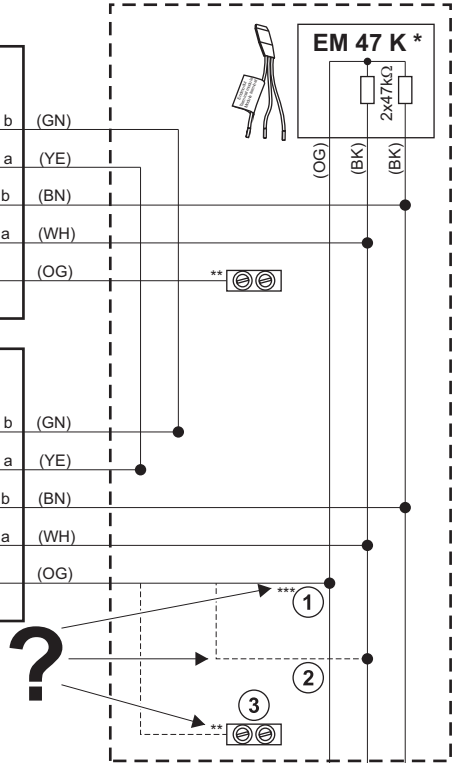 EM 47 K *
2x47kΩ
(OG)
(BK)
(BK)
b (GN)
a (YE)
b (BN)
a (WH)
(OG)
**
b (GN)
a (YE)
b (BN)
a (WH)
(OG)
*** 1
?
2
3
**